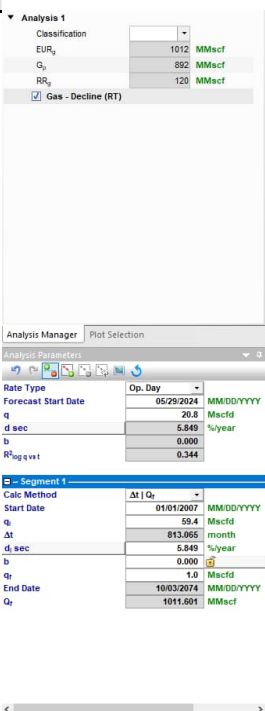 Analysis 1
Classification
EURg 1012 MMscf
Gp 892 MMscf
RRg 120 MMscf
Gas - Decline (RT)
Analysis Manager Plot Selection
Analysis Parameters
Rate Type Op. Day
Forecast Start Date 05/29/2024 MM/DD/YYYY
q 20.8 Mscfd
d sec 5.849 %/year
b 0.000
R² log q vs t 0.344
– Segment 1
Calc Method Δt | Qf
Start Date 01/01/2007 MM/DD/YYYY
qi 59.4 Mscfd
Δt 813.065 month
di sec 5.849 %/year
b 0.000
qf 1.0 Mscfd
End Date 10/03/2074 MM/DD/YYYY
Qf 1011.601 MMscf